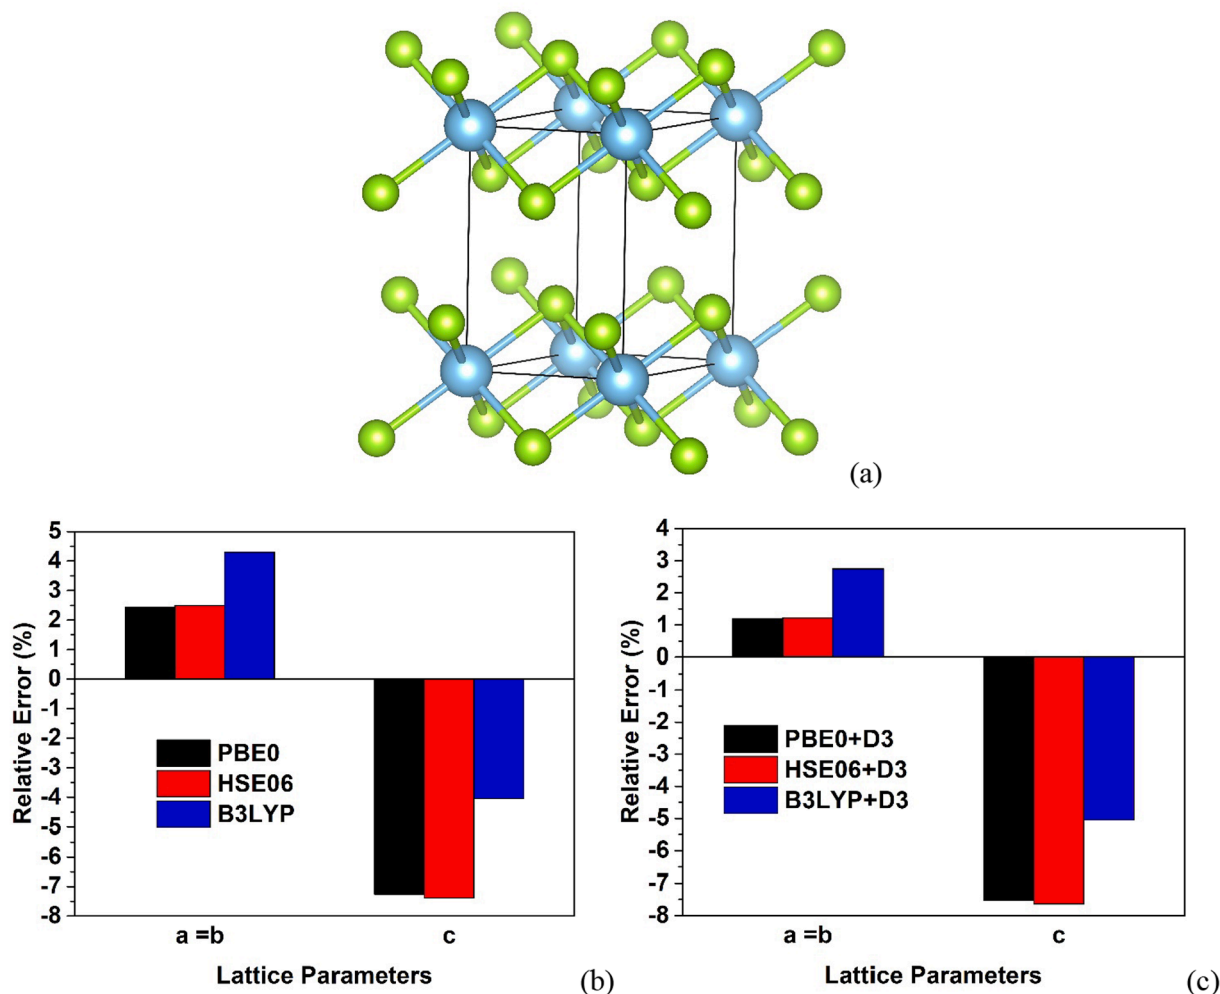 (a)
Relative Error (%)
5
4
3
2
1
0
-1
-2
-3
-4
-5
-6
-7
-8
PBE0
HSE06
B3LYP
a =b
c
Lattice Parameters
(b)
Relative Error (%)
4
3
2
1
0
-1
-2
-3
-4
-5
-6
-7
-8
PBE0+D3
HSE06+D3
B3LYP+D3
a =b
c
Lattice Parameters
(c)